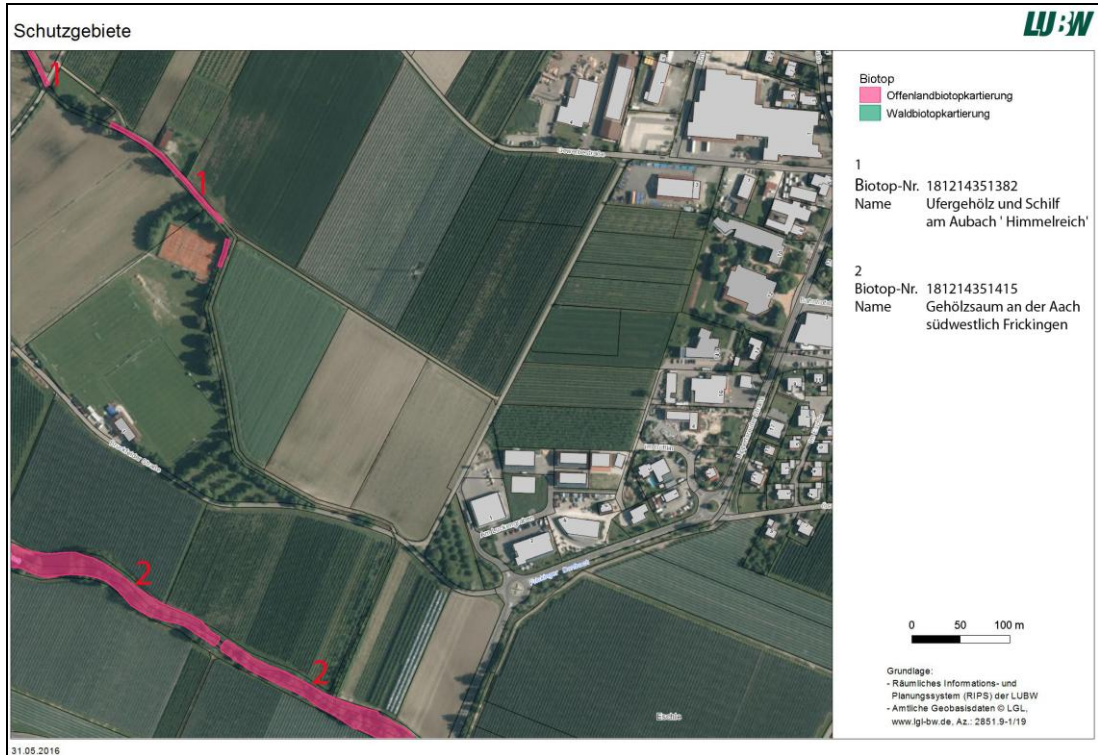 Schutzgebiete
LUBW
Biotop
Offenlandbiotopkartierung
Waldbiotopkartierung
1
Biotop-Nr. 181214351382
Name Ufergehölz und Schilf
am Aubach ' Himmelreich'
2
Biotop-Nr. 181214351415
Name Gehölzsaum an der Aach
südwestlich Frickingen
1
1
2
2
Eschle
0 50 100 m
Grundlage:
- Räumliches Informations- und
Planungssystem (RIPS) der LUBW
- Amtliche Geobasisdaten © LGL,
www.lgl-bw.de, Az.: 2851.9-1/19
31.05.2016